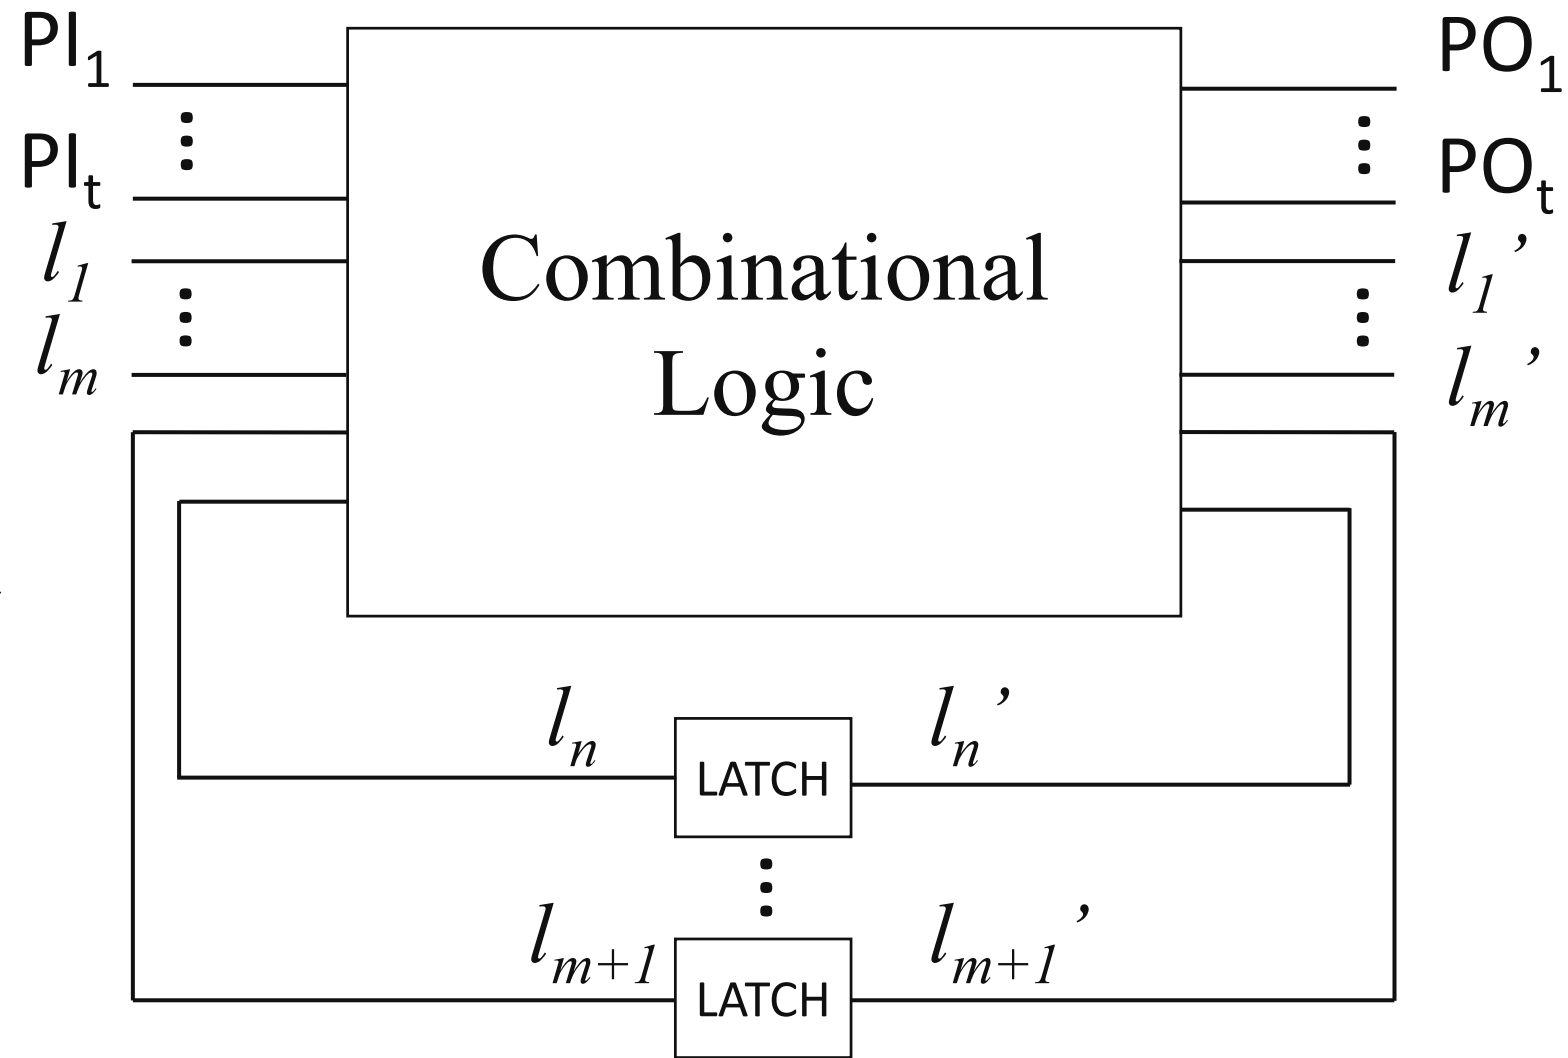 PI₁ PO₁
PIₜ POₜ
l₁ l₁’
lₘ lₘ’
Combinational
Logic
lₙ LATCH lₙ’
lₘ₊₁ LATCH lₘ₊₁’